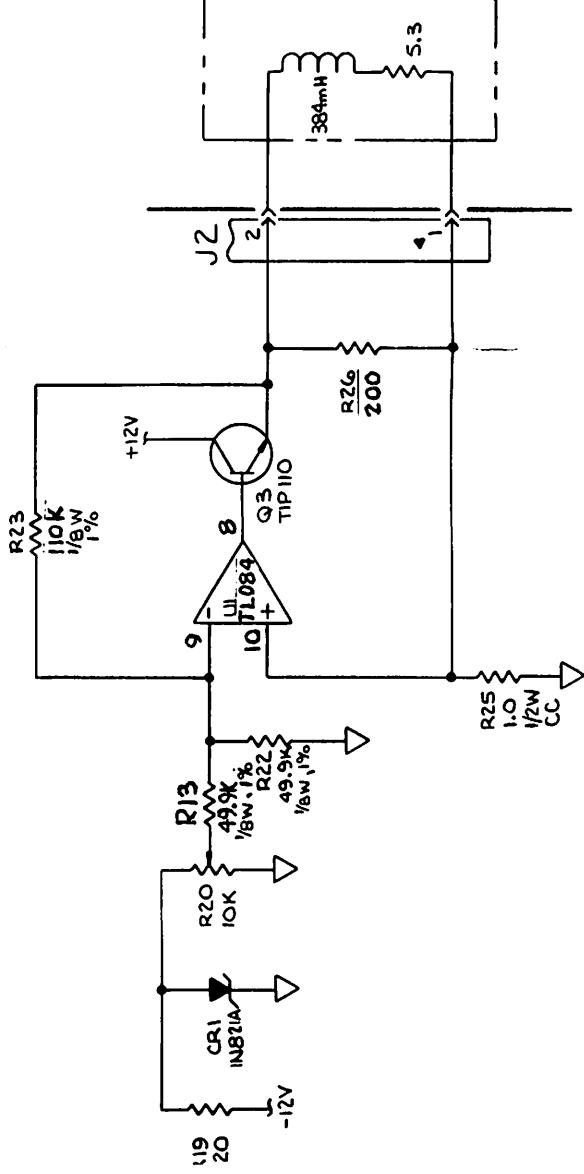 R23
110K
1/8W
1%
+12V
Q3
TIP110
8
9
10
-
+
U1
TL084
R13
49.9K
1/8W, 1%
R22
49.9K
1/8W, 1%
R20
10K
CR1
1N821A
19
20
-12V
R25
1.0
1/2W
CC
R26
200
J2
2
1
384mH
5.3